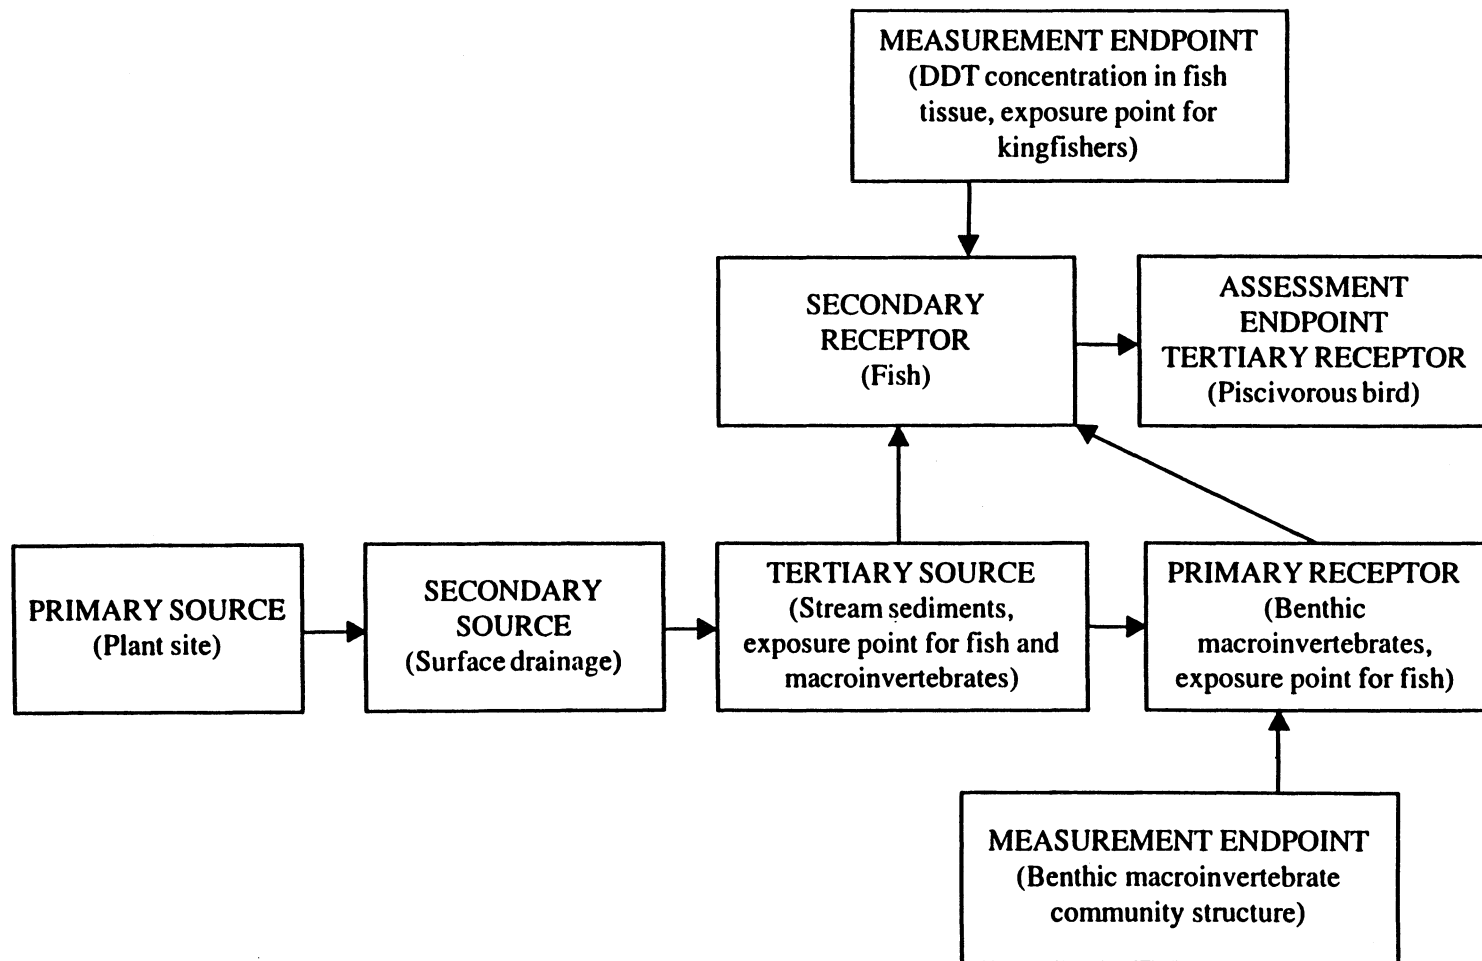 MEASUREMENT ENDPOINT
(DDT concentration in fish
tissue, exposure point for
kingfishers)
SECONDARY
RECEPTOR
(Fish)
ASSESSMENT
ENDPOINT
TERTIARY RECEPTOR
(Piscivorous bird)
PRIMARY SOURCE
(Plant site)
SECONDARY
SOURCE
(Surface drainage)
TERTIARY SOURCE
(Stream sediments,
exposure point for fish and
macroinvertebrates)
PRIMARY RECEPTOR
(Benthic
macroinvertebrates,
exposure point for fish)
MEASUREMENT ENDPOINT
(Benthic macroinvertebrate
community structure)